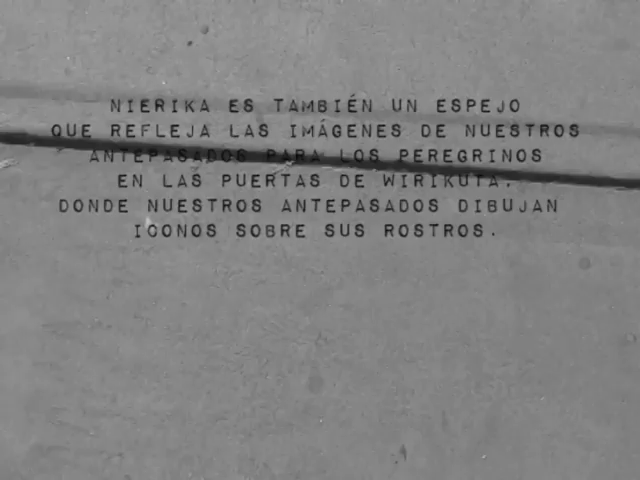 NIERIKA ES TAMBIÉN UN ESPEJO
QUE REFLEJA LAS IMÁGENES DE NUESTROS
ANTEPASADOS PARA LOS PEREGRINOS
EN LAS PUERTAS DE WIRIKUTA.
DONDE NUESTROS ANTEPASADOS DIBUJAN
ICONOS SOBRE SUS ROSTROS.